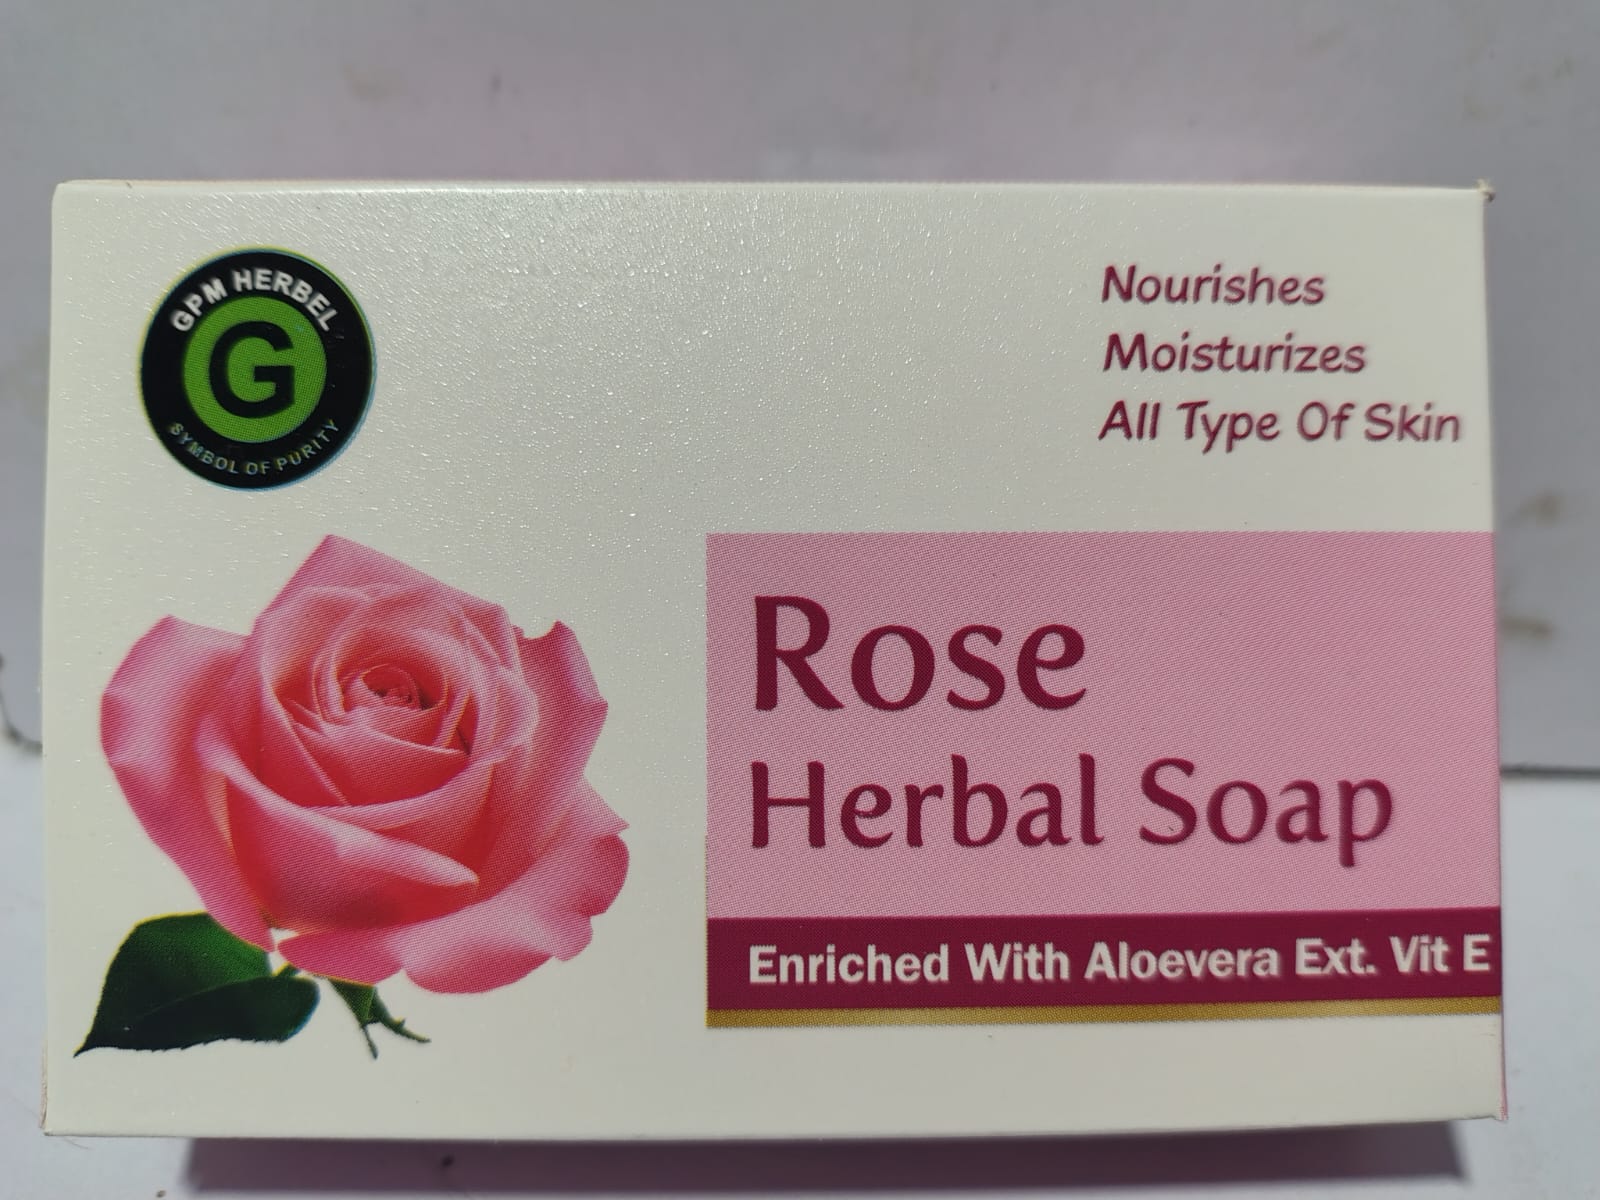 GPM HERBEL
G
SYMBOL OF PURITY
Nourishes
Moisturizes
All Type Of Skin
Rose
Herbal Soap
Enriched With Aloevera Ext. Vit E